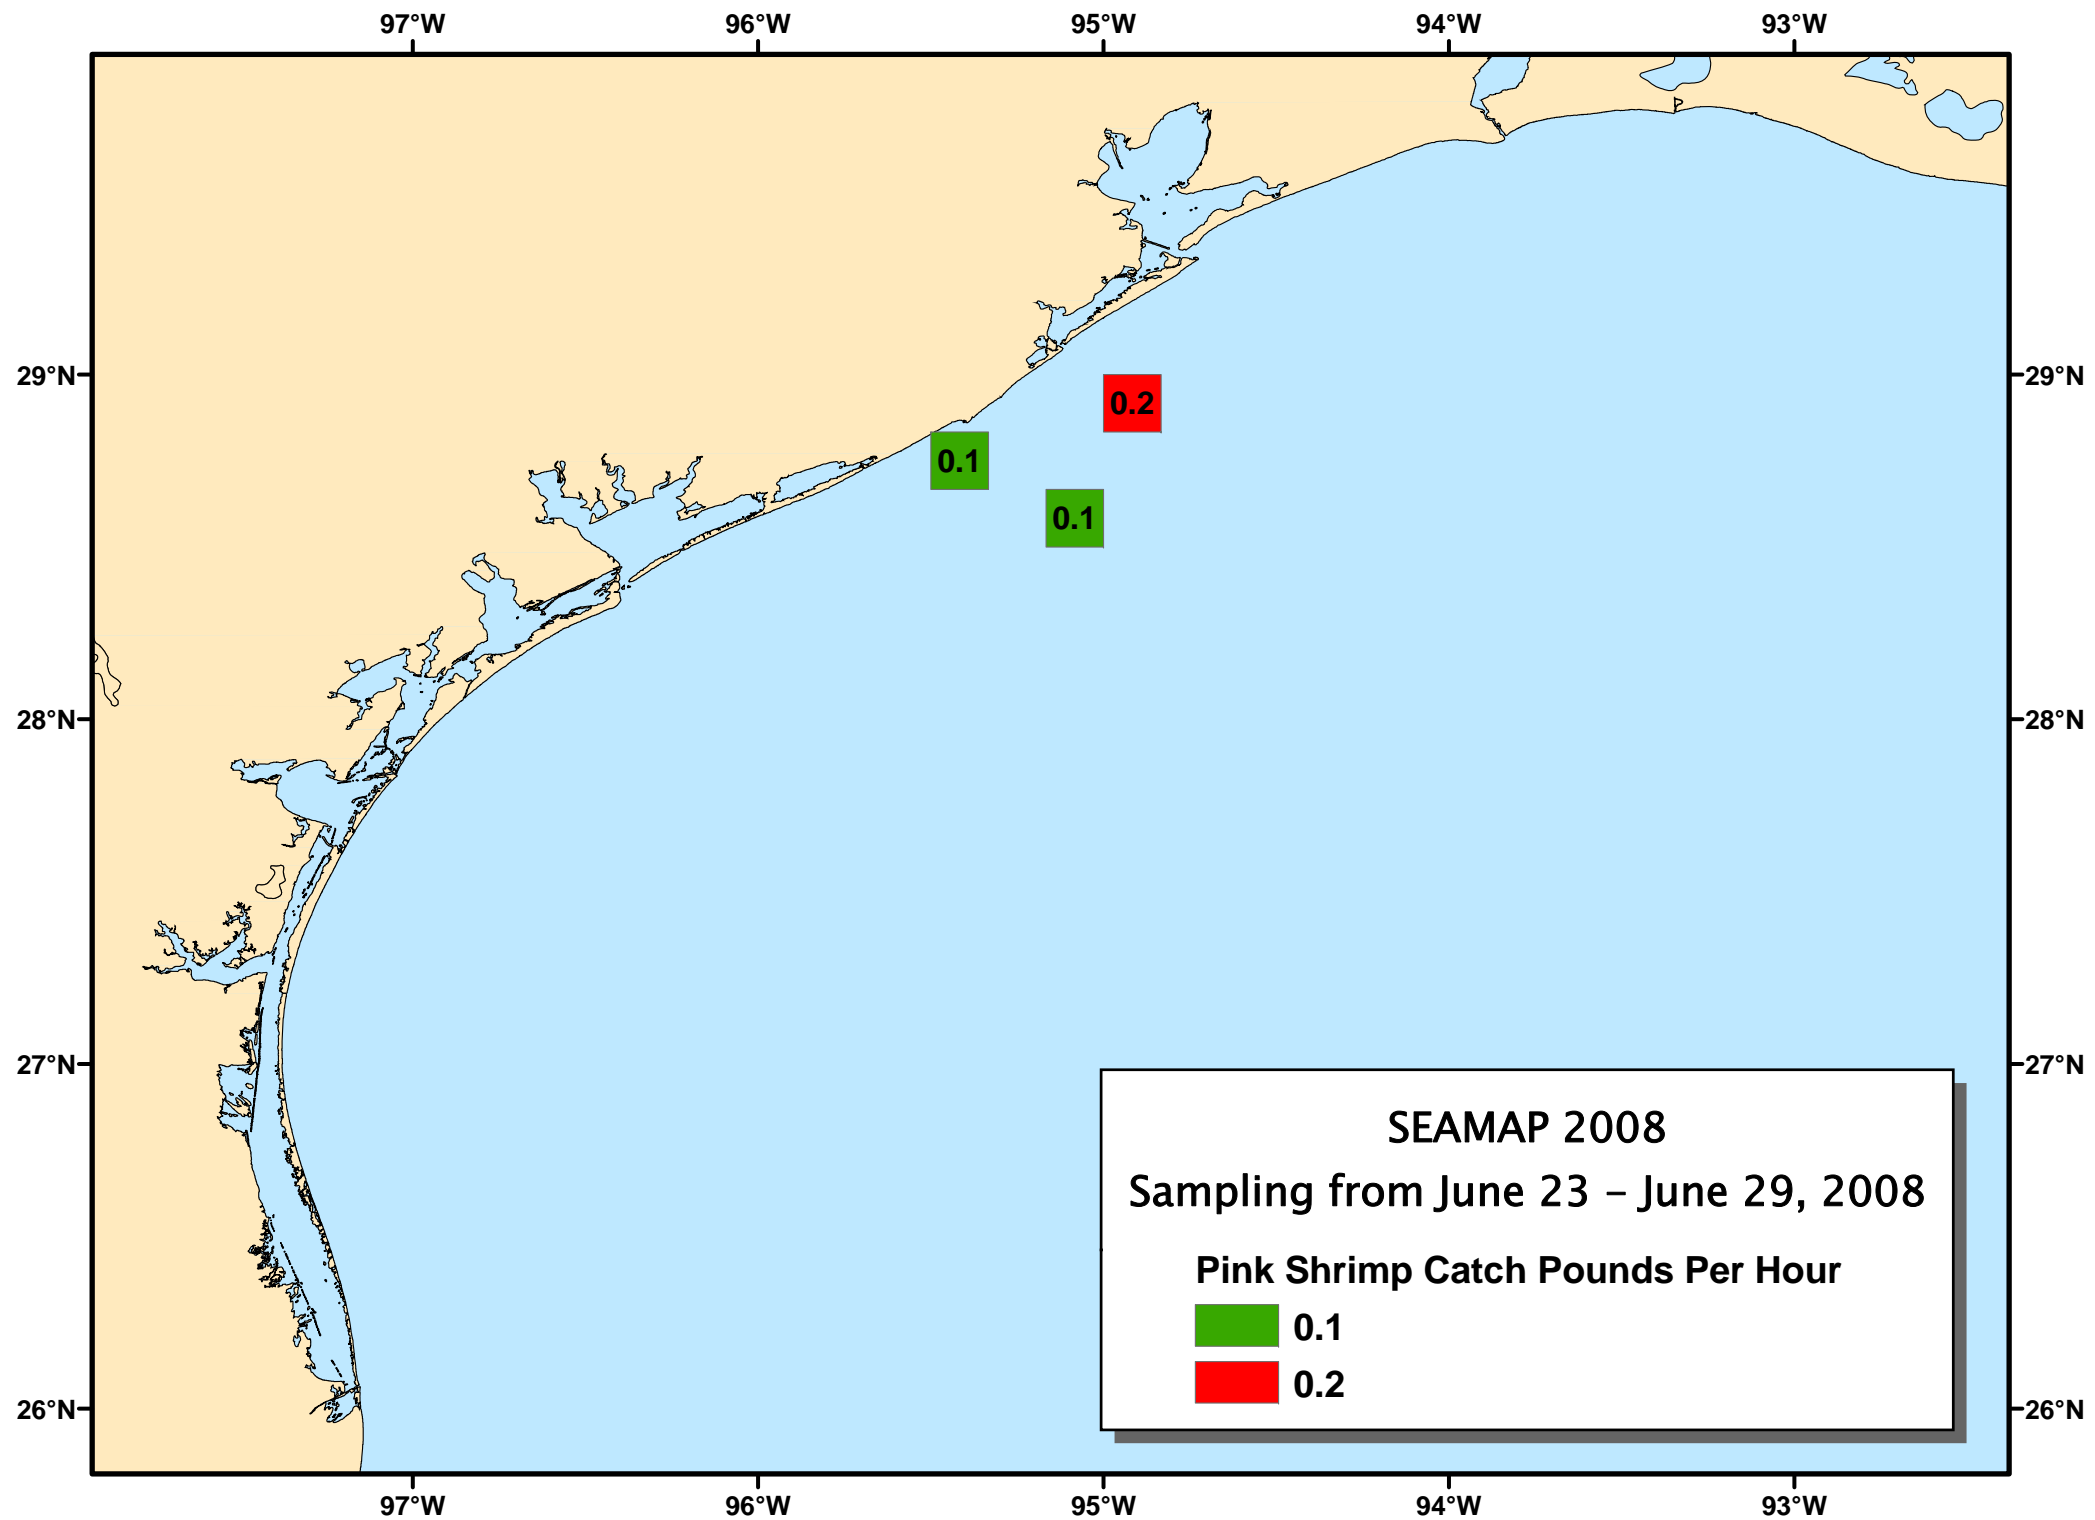 97°W 96°W 95°W 94°W 93°W
29°N 29°N
0.2
0.1
0.1
28°N 28°N
27°N 27°N
SEAMAP 2008
Sampling from June 23 – June 29, 2008
Pink Shrimp Catch Pounds Per Hour
0.1
0.2
26°N 26°N
97°W 96°W 95°W 94°W 93°W